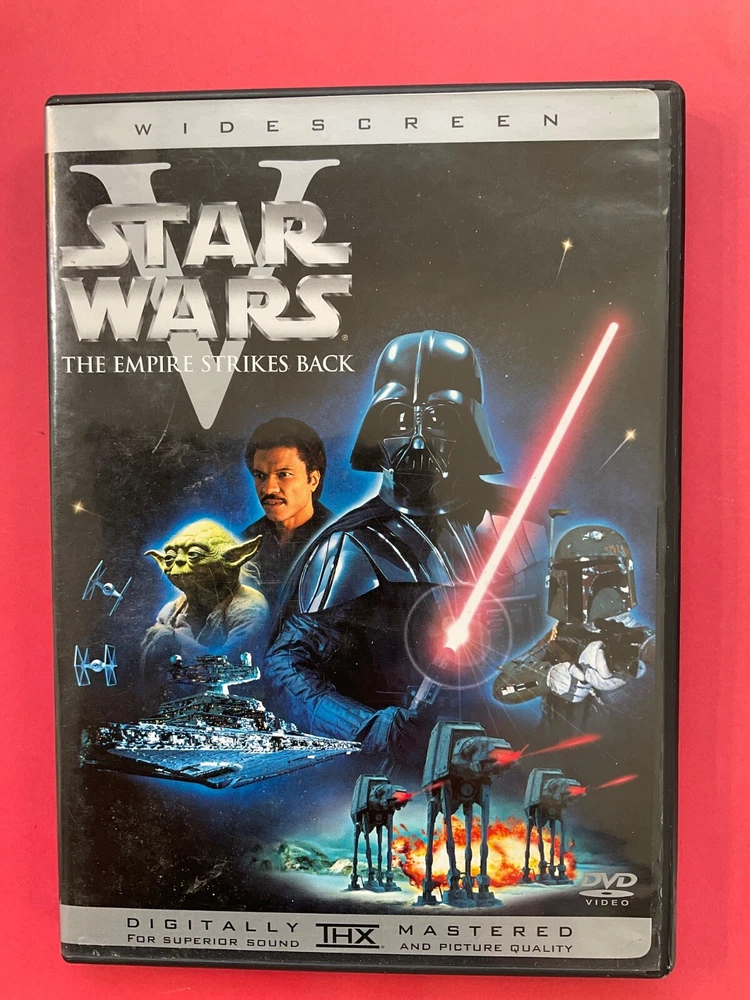 WIDESCREEN
V
STAR
WARS®
THE EMPIRE STRIKES BACK
DVD
VIDEO
DIGITALLY THX MASTERED
FOR SUPERIOR SOUND AND PICTURE QUALITY